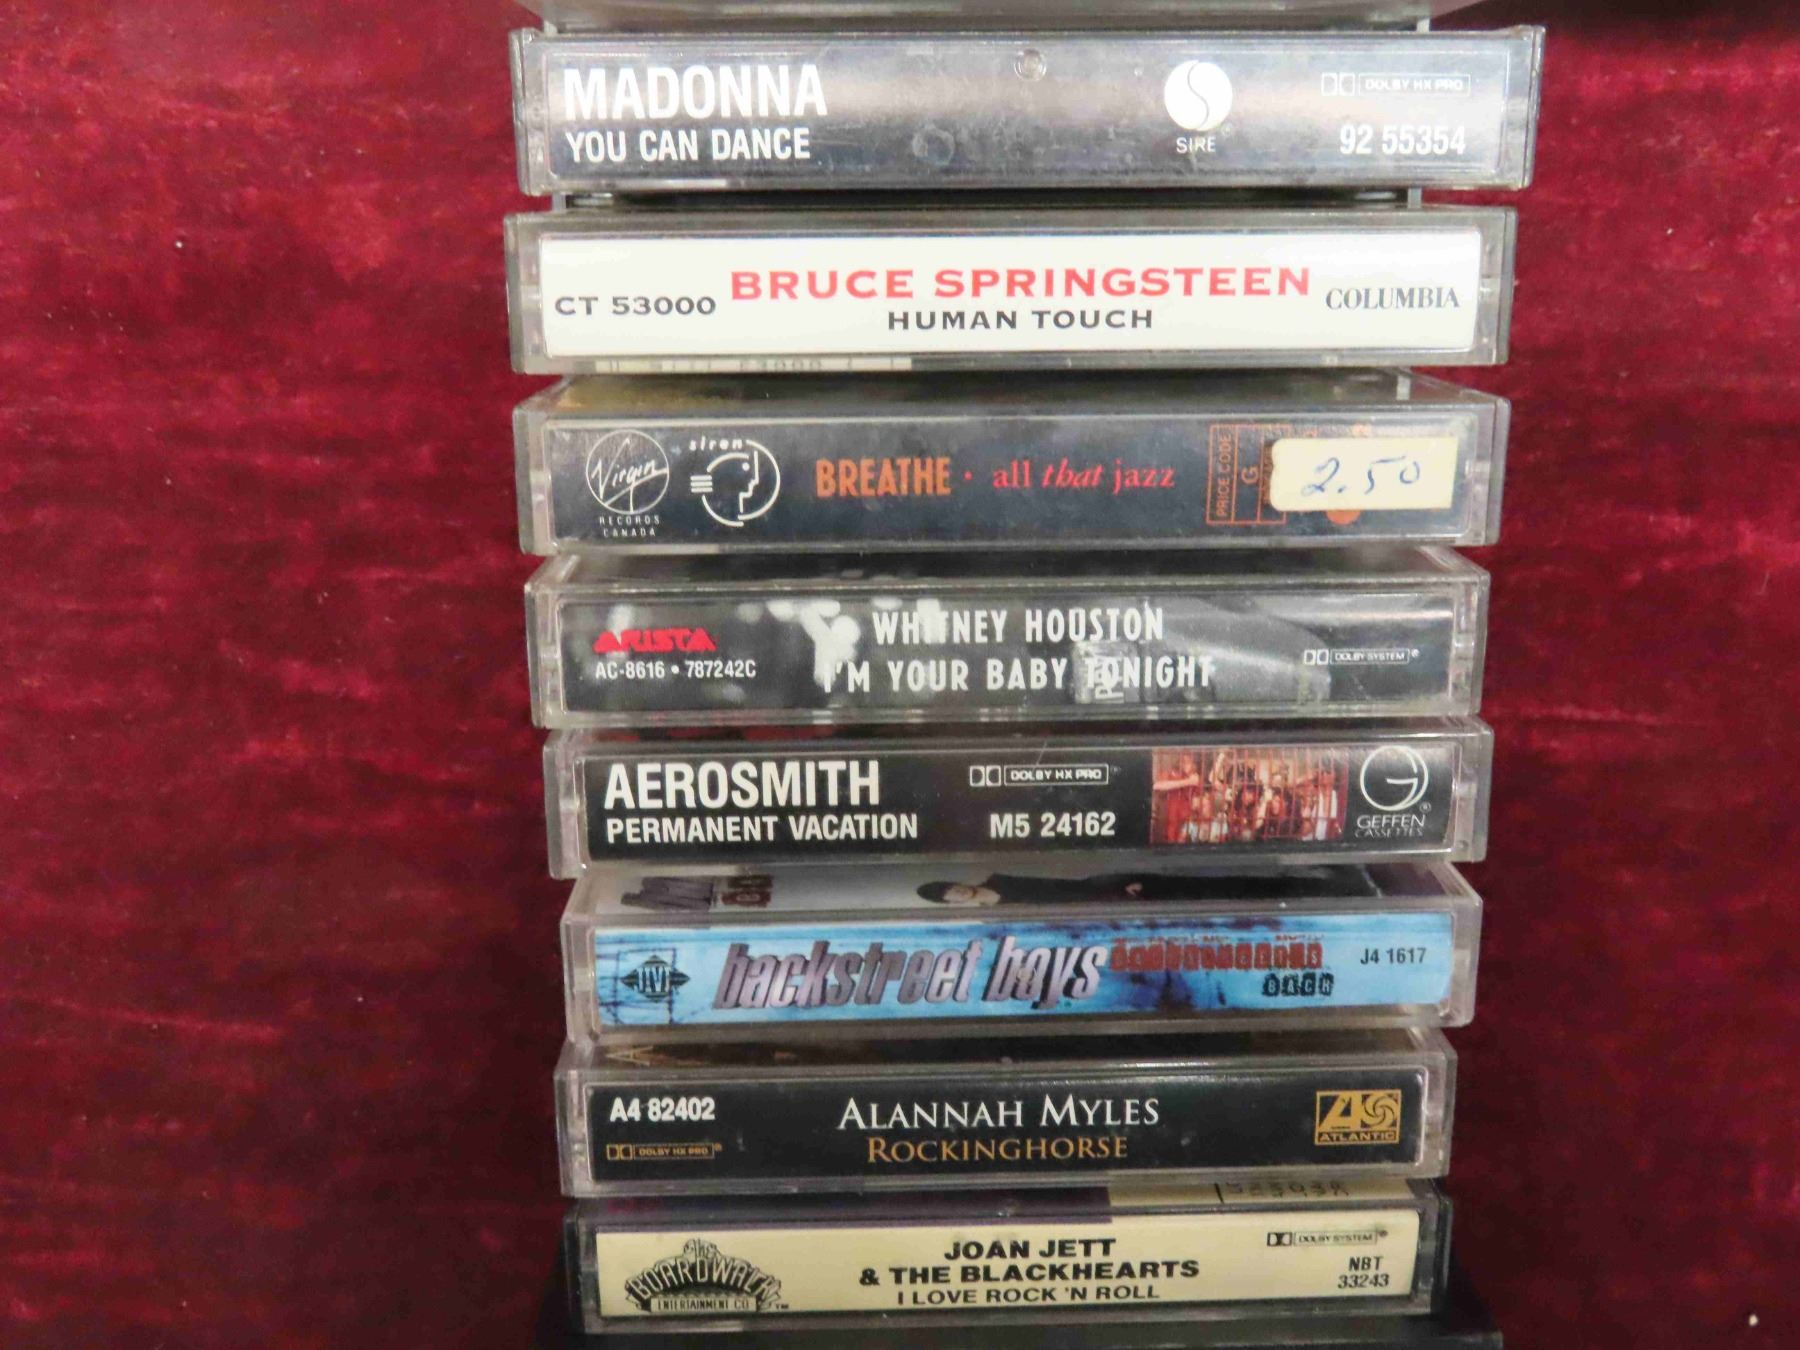 MADONNA
YOU CAN DANCE
SIRE
DOLBY HX PRO
92 55354
CT 53000
BRUCE SPRINGSTEEN
HUMAN TOUCH
COLUMBIA
Virgin
RECORDS
CANADA
siren
BREATHE · all that jazz
PRICE CODE
G
2.50
ARISTA
AC-8616 • 787242C
WHITNEY HOUSTON
I'M YOUR BABY TONIGHT
DOLBY SYSTEM
AEROSMITH
PERMANENT VACATION
DOLBY HX PRO
M5 24162
GEFFEN
CASSETTES
JIVE
backstreet boys
backstreet's
BACK
J4 1617
A4 82402
DOLBY HX PRO
ALANNAH MYLES
ROCKINGHORSE
ATLANTIC
the
BOARDWALK
ENTERTAINMENT CO
JOAN JETT
& THE BLACKHEARTS
I LOVE ROCK 'N ROLL
DOLBY SYSTEM
NBT
33243